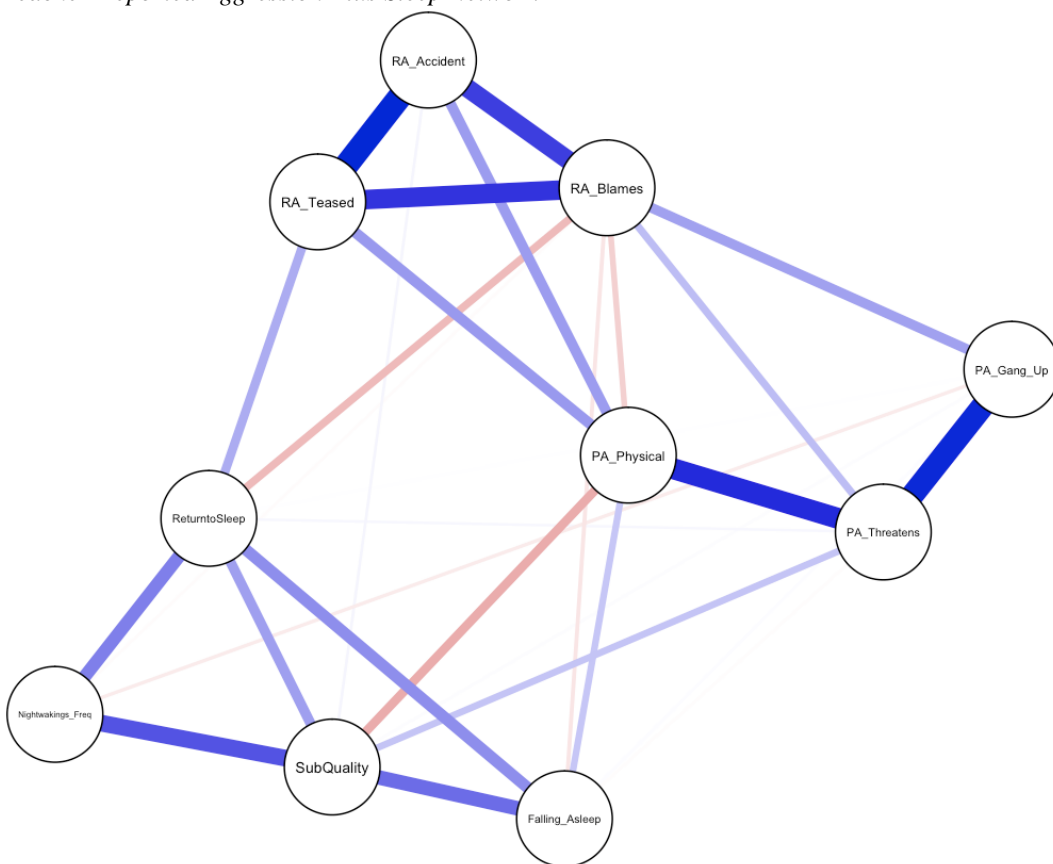 RA_Accident
RA_Teased
RA_Blames
PA_Gang_Up
PA_Physical
ReturntoSleep
PA_Threatens
Nightwakings_Freq
SubQuality
Falling_Asleep